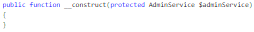 public function __construct(protected AdminService $adminService)
{
}